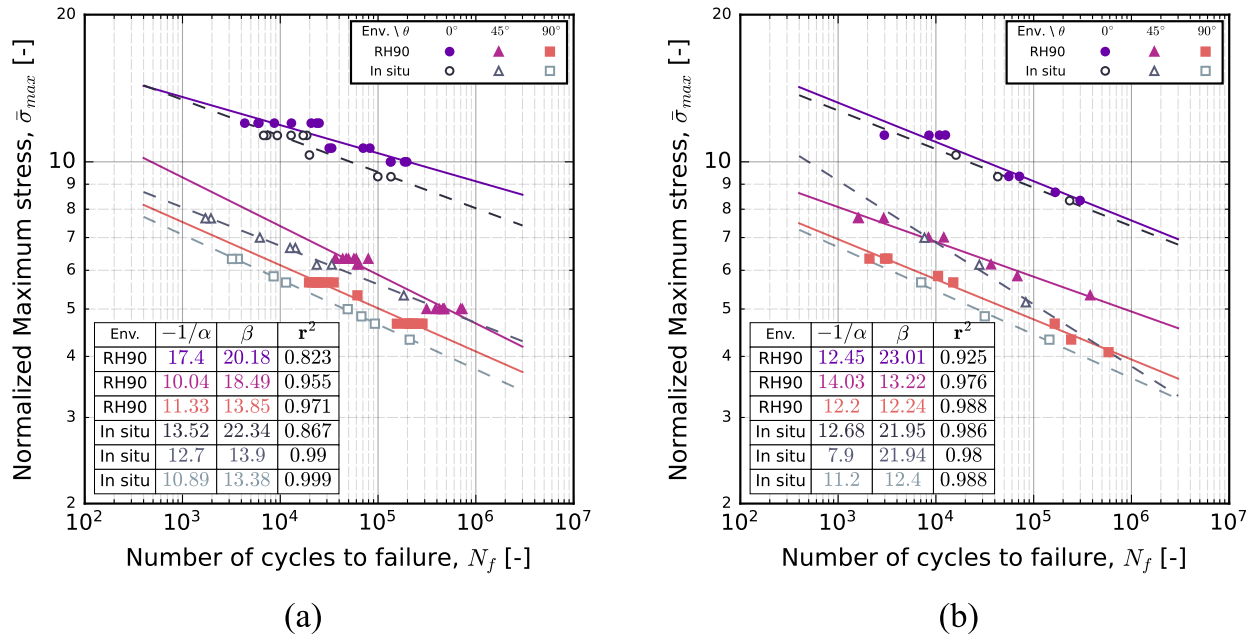 20
10
9
8
7
6
5
4
3
2
Normalized Maximum stress, σ̄max [-]
Env. \ θ 0° 45° 90°
RH90
In situ
Env. −1/α β r²
RH90 17.4 20.18 0.823
RH90 10.04 18.49 0.955
RH90 11.33 13.85 0.971
In situ 13.52 22.34 0.867
In situ 12.7 13.9 0.99
In situ 10.89 13.38 0.999
10² 10³ 10⁴ 10⁵ 10⁶ 10⁷
Number of cycles to failure, Nf [-]
(a)
20
10
9
8
7
6
5
4
3
2
Normalized Maximum stress, σ̄max [-]
Env. \ θ 0° 45° 90°
RH90
In situ
Env. −1/α β r²
RH90 12.45 23.01 0.925
RH90 14.03 13.22 0.976
RH90 12.2 12.24 0.988
In situ 12.68 21.95 0.986
In situ 7.9 21.94 0.98
In situ 11.2 12.4 0.988
10² 10³ 10⁴ 10⁵ 10⁶ 10⁷
Number of cycles to failure, Nf [-]
(b)